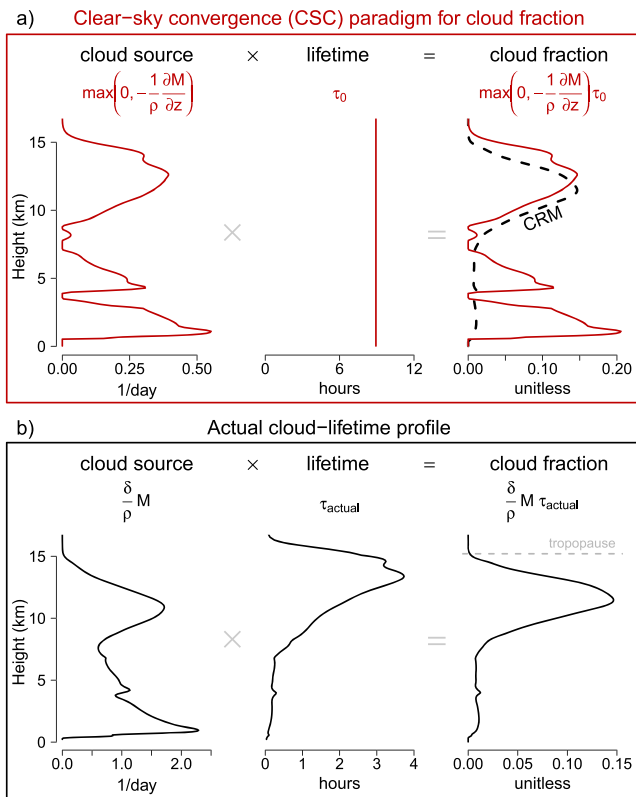 a) Clear−sky convergence (CSC) paradigm for cloud fraction
cloud source × lifetime = cloud fraction
max(0, −1/ρ ∂M/∂z) τ₀ max(0, −1/ρ ∂M/∂z)τ₀
Height (km)
15
10
5
0
×
=
CRM
0.00 0.25 0.50 0 6 12 0.00 0.10 0.20
1/day hours unitless
b) Actual cloud−lifetime profile
cloud source × lifetime = cloud fraction
δ/ρ M τactual δ/ρ M τactual
tropopause
Height (km)
15
10
5
0
×
=
0.0 1.0 2.0 0 1 2 3 4 0.00 0.05 0.10 0.15
1/day hours unitless